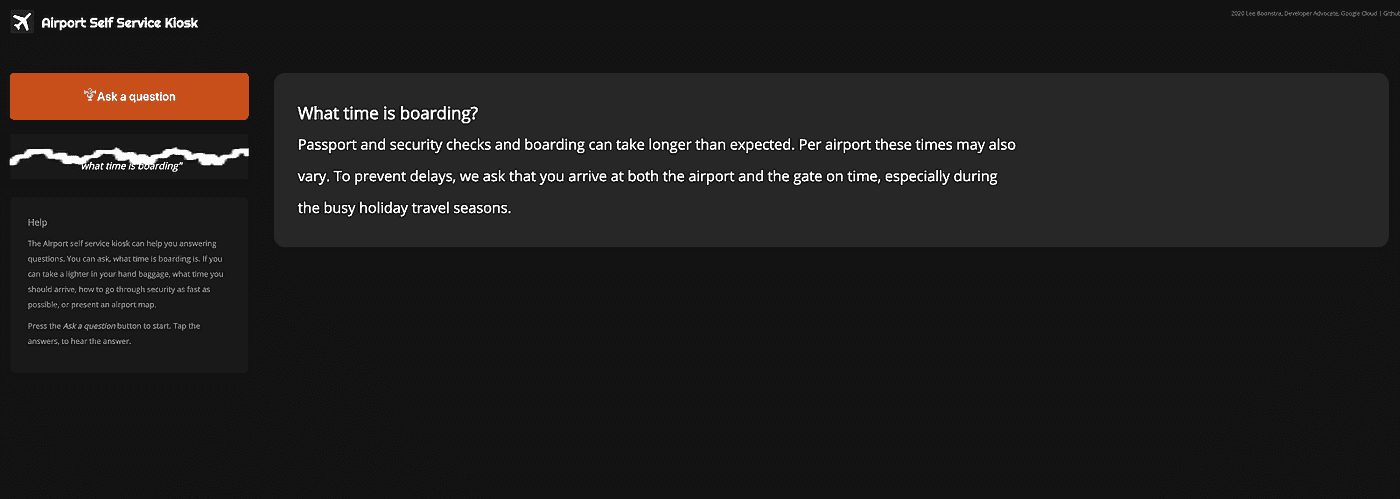 Airport Self Service Kiosk
2020 Lee Boonstra, Developer Advocate, Google Cloud | Github
Ask a question
"what time is boarding"
Help
The Airport self service kiosk can help you answering
questions. You can ask, what time is boarding is. If you
can take a lighter in your hand baggage, what time you
should arrive, how to go through security as fast as
possible, or present an airport map.
Press the Ask a question button to start. Tap the
answers, to hear the answer.
What time is boarding?
Passport and security checks and boarding can take longer than expected. Per airport these times may also
vary. To prevent delays, we ask that you arrive at both the airport and the gate on time, especially during
the busy holiday travel seasons.